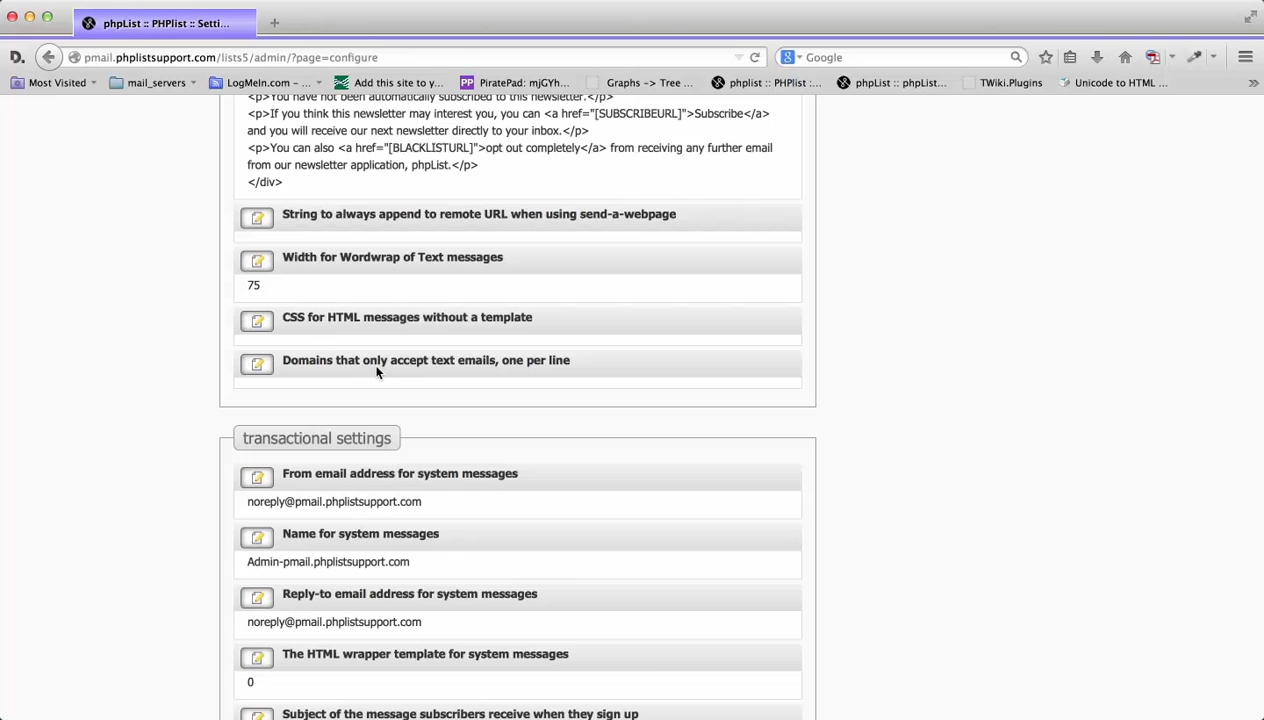 phpList :: PHPlist :: Setti...
D.
pmail.phplistsupport.com/lists5/admin/?page=configure
Google
Most Visited
mail_servers
LogMeIn.com – ...
Add this site to y...
PP PiratePad: mjGYh...
Graphs -> Tree ...
phplist :: PHPlist :...
phpList :: phpList...
TWiki.Plugins
Unicode to HTML ...
<p>You have not been automatically subscribed to this newsletter.</p>
<p>If you think this newsletter may interest you, you can <a href="[SUBSCRIBEURL]">Subscribe</a>
and you will receive our next newsletter directly to your inbox.</p>
<p>You can also <a href="[BLACKLISTURL]">opt out completely</a> from receiving any further email
from our newsletter application, phpList.</p>
</div>
String to always append to remote URL when using send-a-webpage
Width for Wordwrap of Text messages
75
CSS for HTML messages without a template
Domains that only accept text emails, one per line
transactional settings
From email address for system messages
noreply@pmail.phplistsupport.com
Name for system messages
Admin-pmail.phplistsupport.com
Reply-to email address for system messages
noreply@pmail.phplistsupport.com
The HTML wrapper template for system messages
0
Subject of the message subscribers receive when they sign up